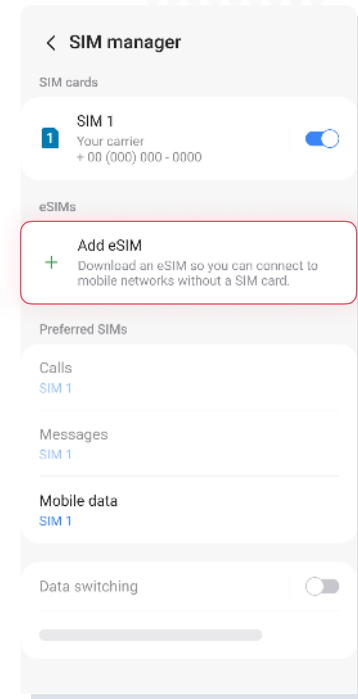 SIM manager
SIM cards
1
SIM 1
Your carrier
+ 00 (000) 000 - 0000
eSIMs
Add eSIM
Download an eSIM so you can connect to
mobile networks without a SIM card.
Preferred SIMs
Calls
SIM 1
Messages
SIM 1
Mobile data
SIM 1
Data switching